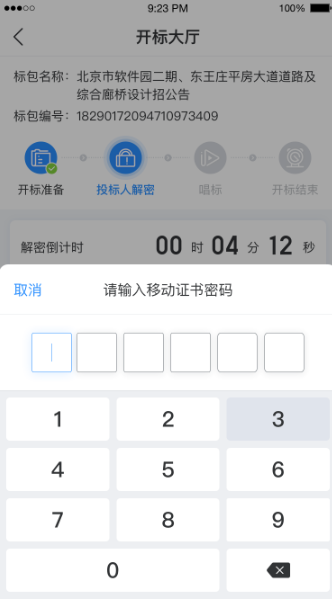 9:23 PM
100%
开标大厅
标包名称：北京市软件园二期、东王庄平房大道道路及
综合廊桥设计招公告
标包编号：18290172094710973409
开标准备 投标人解密 唱标 开标结束
解密倒计时 00 时 04 分 12 秒
取消 请输入移动证书密码
1 2 3
4 5 6
7 8 9
0